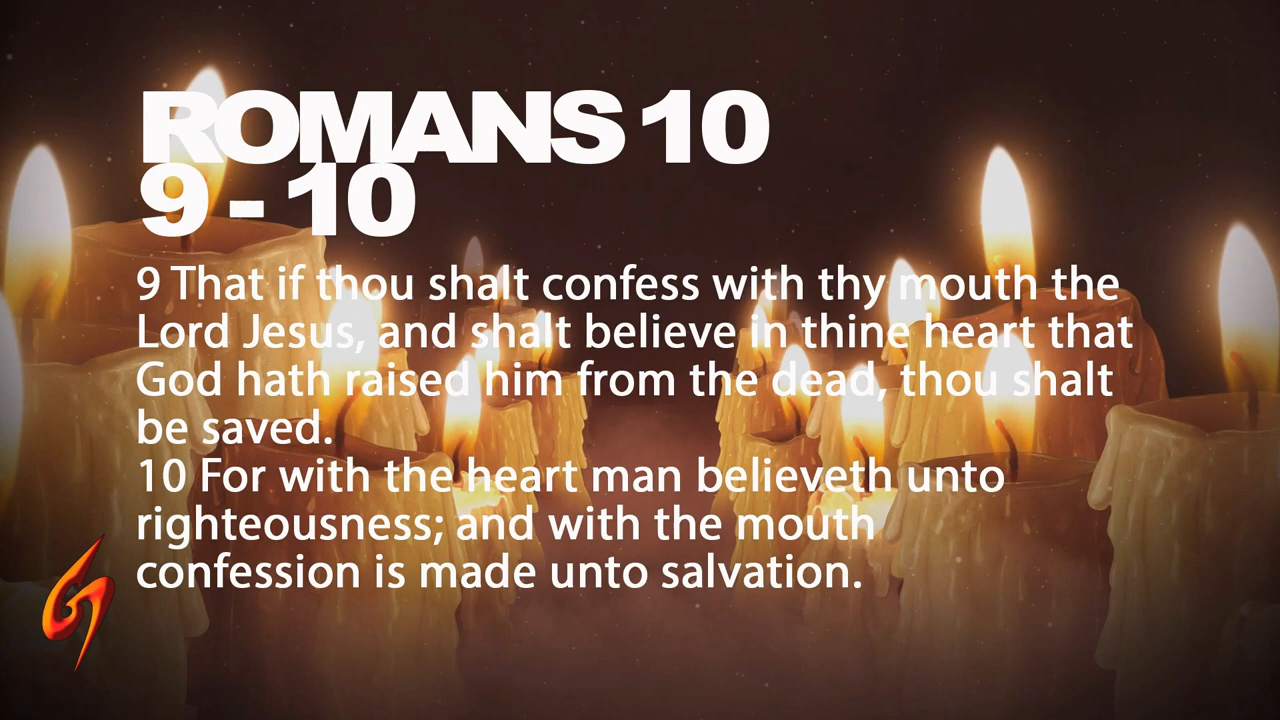 ROMANS 10
9 - 10
9 That if thou shalt confess with thy mouth the
Lord Jesus, and shalt believe in thine heart that
God hath raised him from the dead, thou shalt
be saved.
10 For with the heart man believeth unto
righteousness; and with the mouth
confession is made unto salvation.